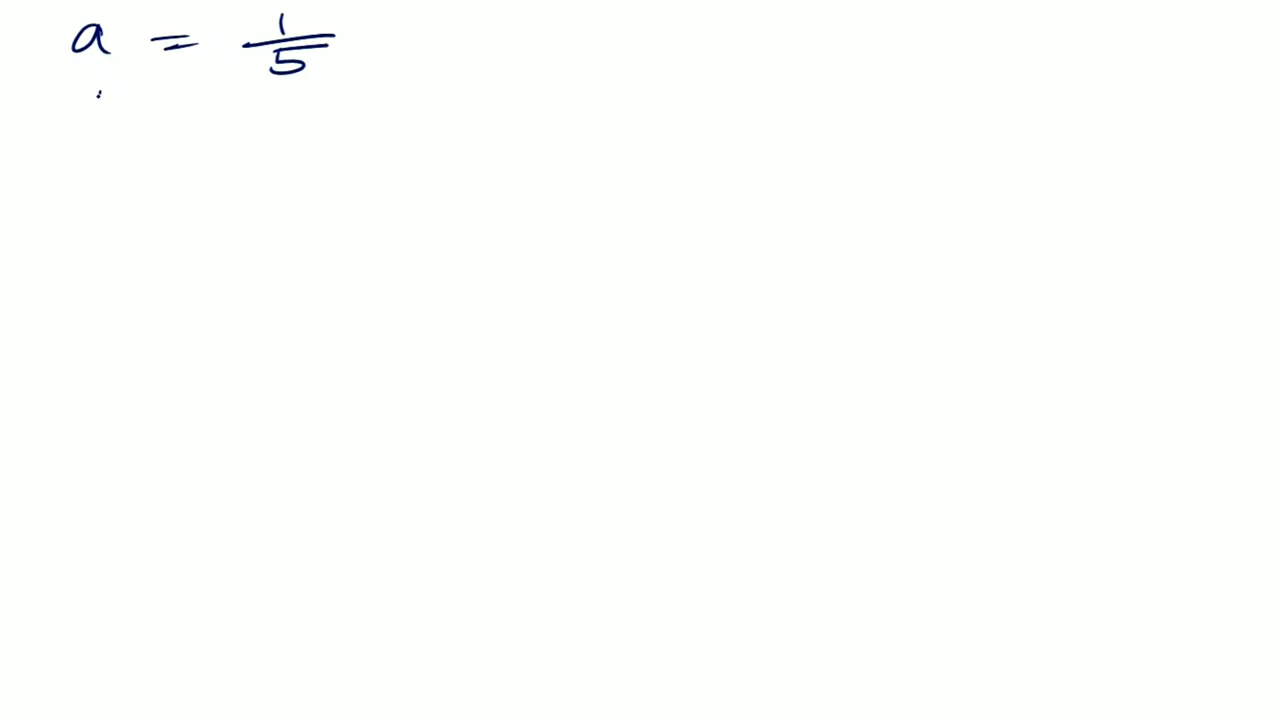 a = 1/5